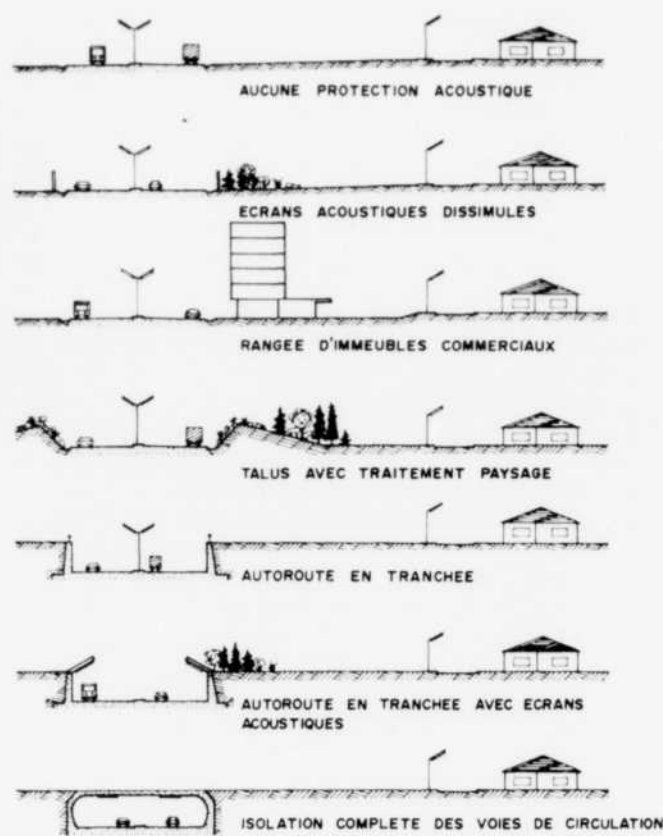 AUCUNE PROTECTION ACOUSTIQUE
ECRANS ACOUSTIQUES DISSIMULES
RANGEE D'IMMEUBLES COMMERCIAUX
TALUS AVEC TRAITEMENT PAYSAGE
AUTOROUTE EN TRANCHEE
AUTOROUTE EN TRANCHEE AVEC ECRANS
ACOUSTIQUES
ISOLATION COMPLETE DES VOIES DE CIRCULATION